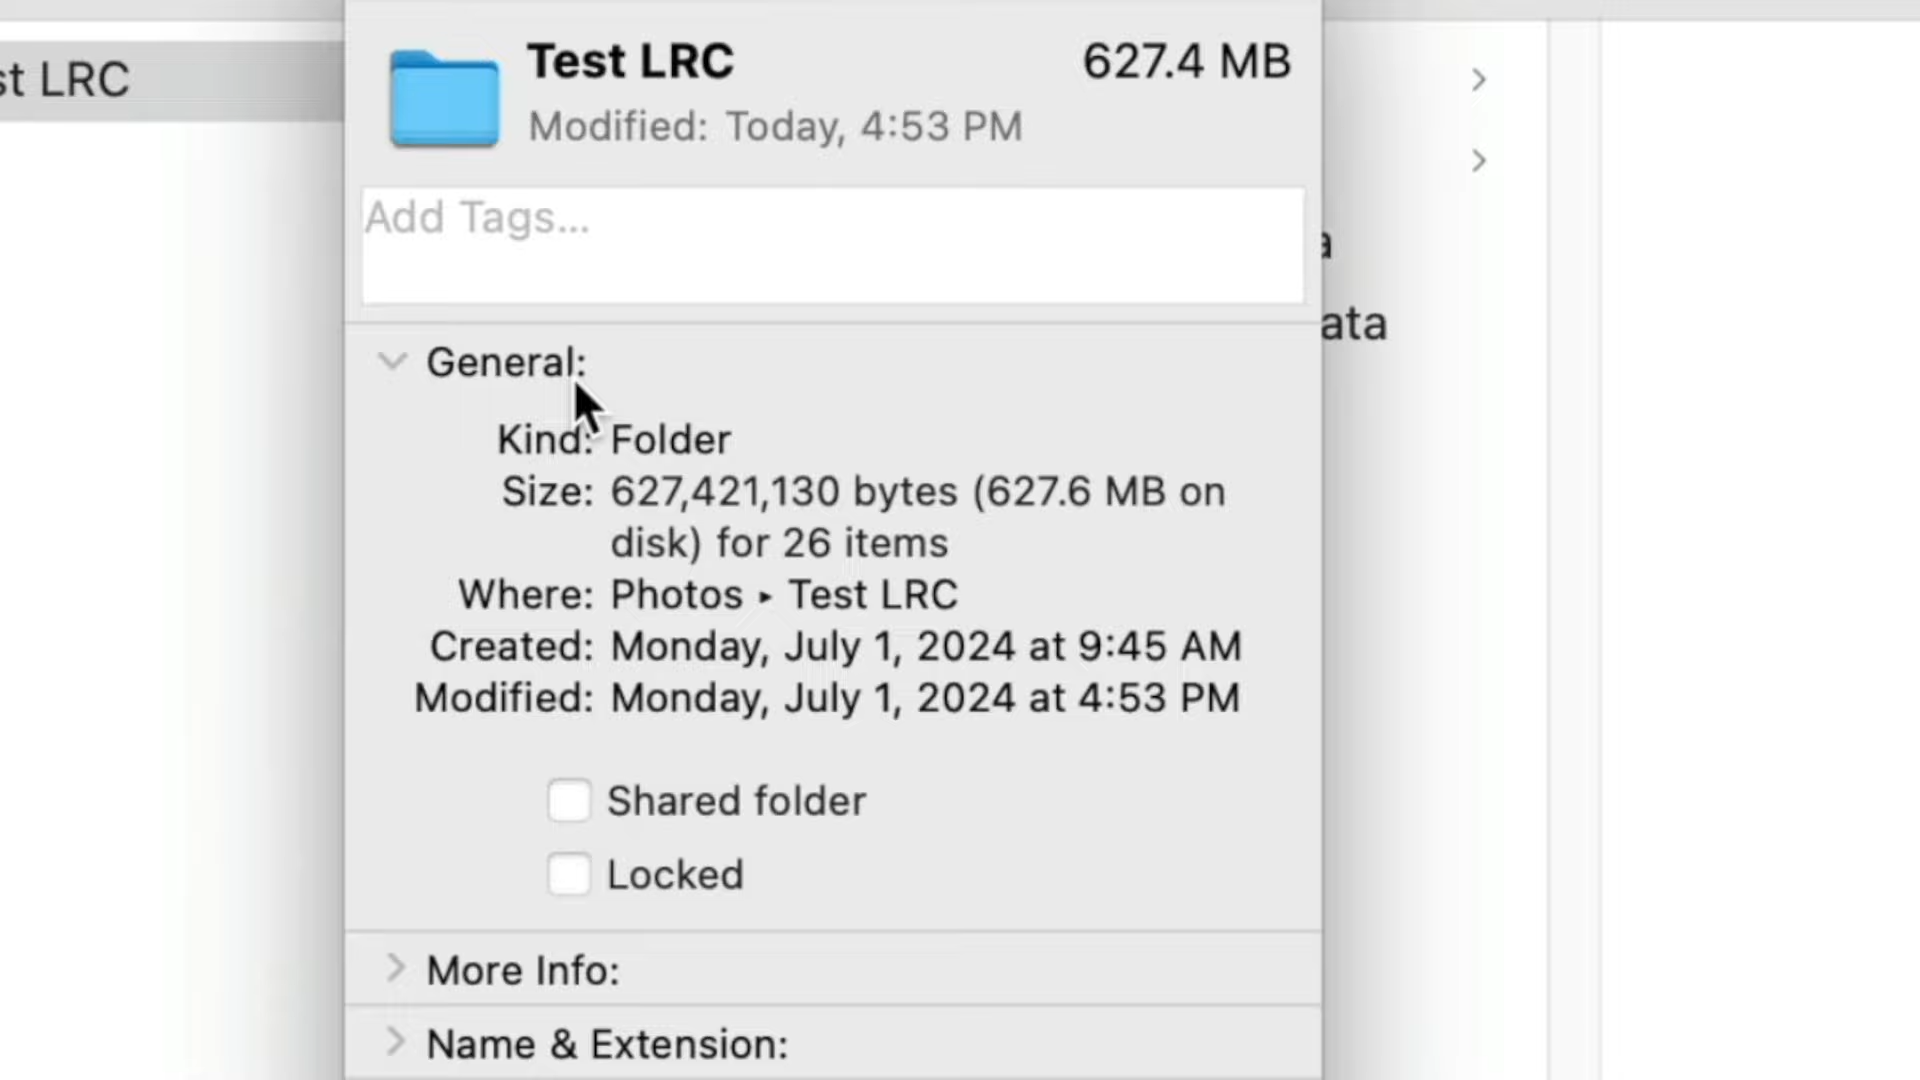 st LRC
Test LRC
627.4 MB
Modified: Today, 4:53 PM
Add Tags...
General:
Kind: Folder
Size: 627,421,130 bytes (627.6 MB on
disk) for 26 items
Where: Photos ▸ Test LRC
Created: Monday, July 1, 2024 at 9:45 AM
Modified: Monday, July 1, 2024 at 4:53 PM
Shared folder
Locked
More Info:
Name & Extension:
a
ata